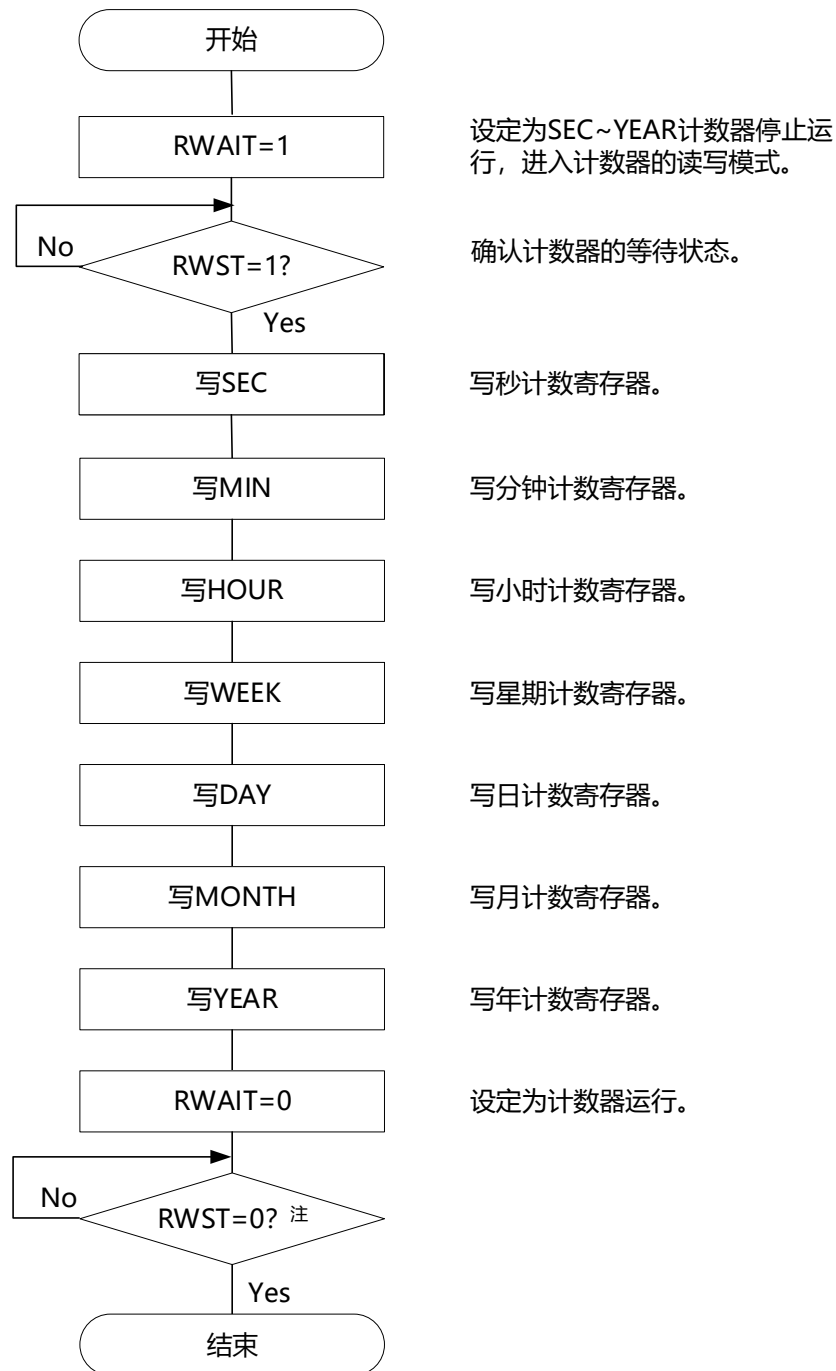 开始
RWAIT=1
设定为SEC~YEAR计数器停止运
行，进入计数器的读写模式。
No
RWST=1?
确认计数器的等待状态。
Yes
写SEC
写秒计数寄存器。
写MIN
写分钟计数寄存器。
写HOUR
写小时计数寄存器。
写WEEK
写星期计数寄存器。
写DAY
写日计数寄存器。
写MONTH
写月计数寄存器。
写YEAR
写年计数寄存器。
RWAIT=0
设定为计数器运行。
No
RWST=0? 注
Yes
结束